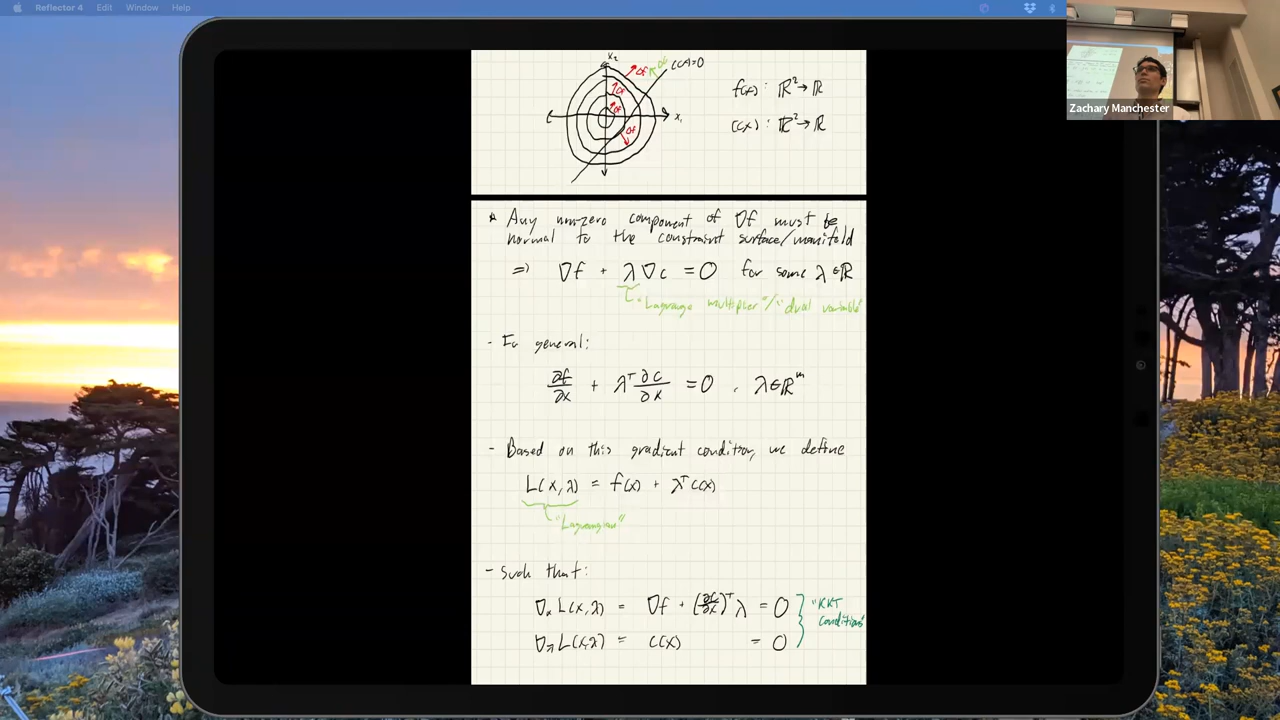 Reflector 4 Edit Window Help
Zachary Manchester
x₂
∇f ∇c C(x)=0
∇f
∇f
∇f
x₁
f(x) : ℝ² → ℝ
C(x) : ℝ² → ℝ
* Any non-zero component of ∇f must be
normal to the constraint surface/manifold
⇒ ∇f + λ∇c = 0 for some λ∈ℝ
"Lagrange multiplier"/"dual variable"
- In general:
∂f/∂x + λᵀ ∂c/∂x = 0 , λ∈ℝᵐ
- Based on this gradient condition, we define
L(x,λ) = f(x) + λᵀC(x)
"Lagrangian"
- Such that:
∇ₓ L(x,λ) = ∇f + (∂c/∂x)ᵀλ = 0
"KKT
conditions"
∇_λ L(x,λ) = C(x) = 0